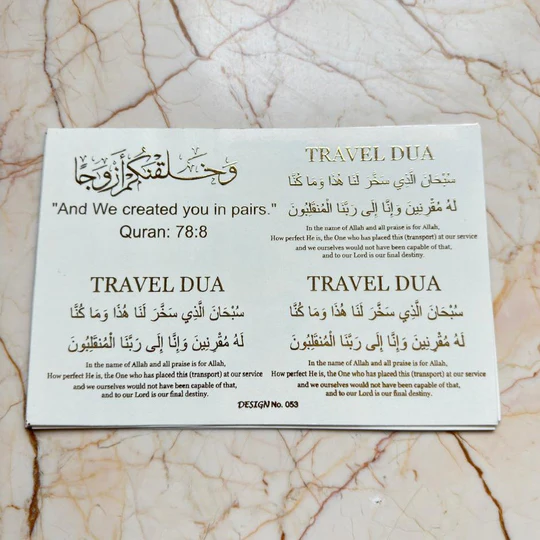 وَخَلَقْنَكُمْ أَزْوَجًا
"And We created you in pairs."
Quran: 78:8
TRAVEL DUA
سُبْحَانَ الَّذِي سَخَّرَ لَنَا هُذَا وَمَا كُنَّا
لَهُ مُقْرِنِينَ وَإِنَّا إِلَى رَبِّنَا الْمُنْقَلِبُونَ
In the name of Allah and all praise is for Allah,
How perfect He is, the One who has placed this (transport) at our service
and we ourselves would not have been capable of that,
and to our Lord is our final destiny.
TRAVEL DUA
سُبْحَانَ الَّذِي سَخَّرَ لَنَا هُذَا وَمَا كُنَّا
لَهُ مُقْرِنِينَ وَإِنَّا إِلَى رَبِّنَا الْمُنْقَلِبُونَ
In the name of Allah and all praise is for Allah,
How perfect He is, the One who has placed this (transport) at our service
and we ourselves would not have been capable of that,
and to our Lord is our final destiny.
TRAVEL DUA
سُبْحَانَ الَّذِي سَخَّرَ لَنَا هُذَا وَمَا كُنَّا
لَهُ مُقْرِنِينَ وَإِنَّا إِلَى رَبِّنَا الْمُنْقَلِبُونَ
In the name of Allah and all praise is for Allah,
How perfect He is, the One who has placed this (transport) at our service
and we ourselves would not have been capable of that,
and to our Lord is our final destiny.
DESIGN No. 053